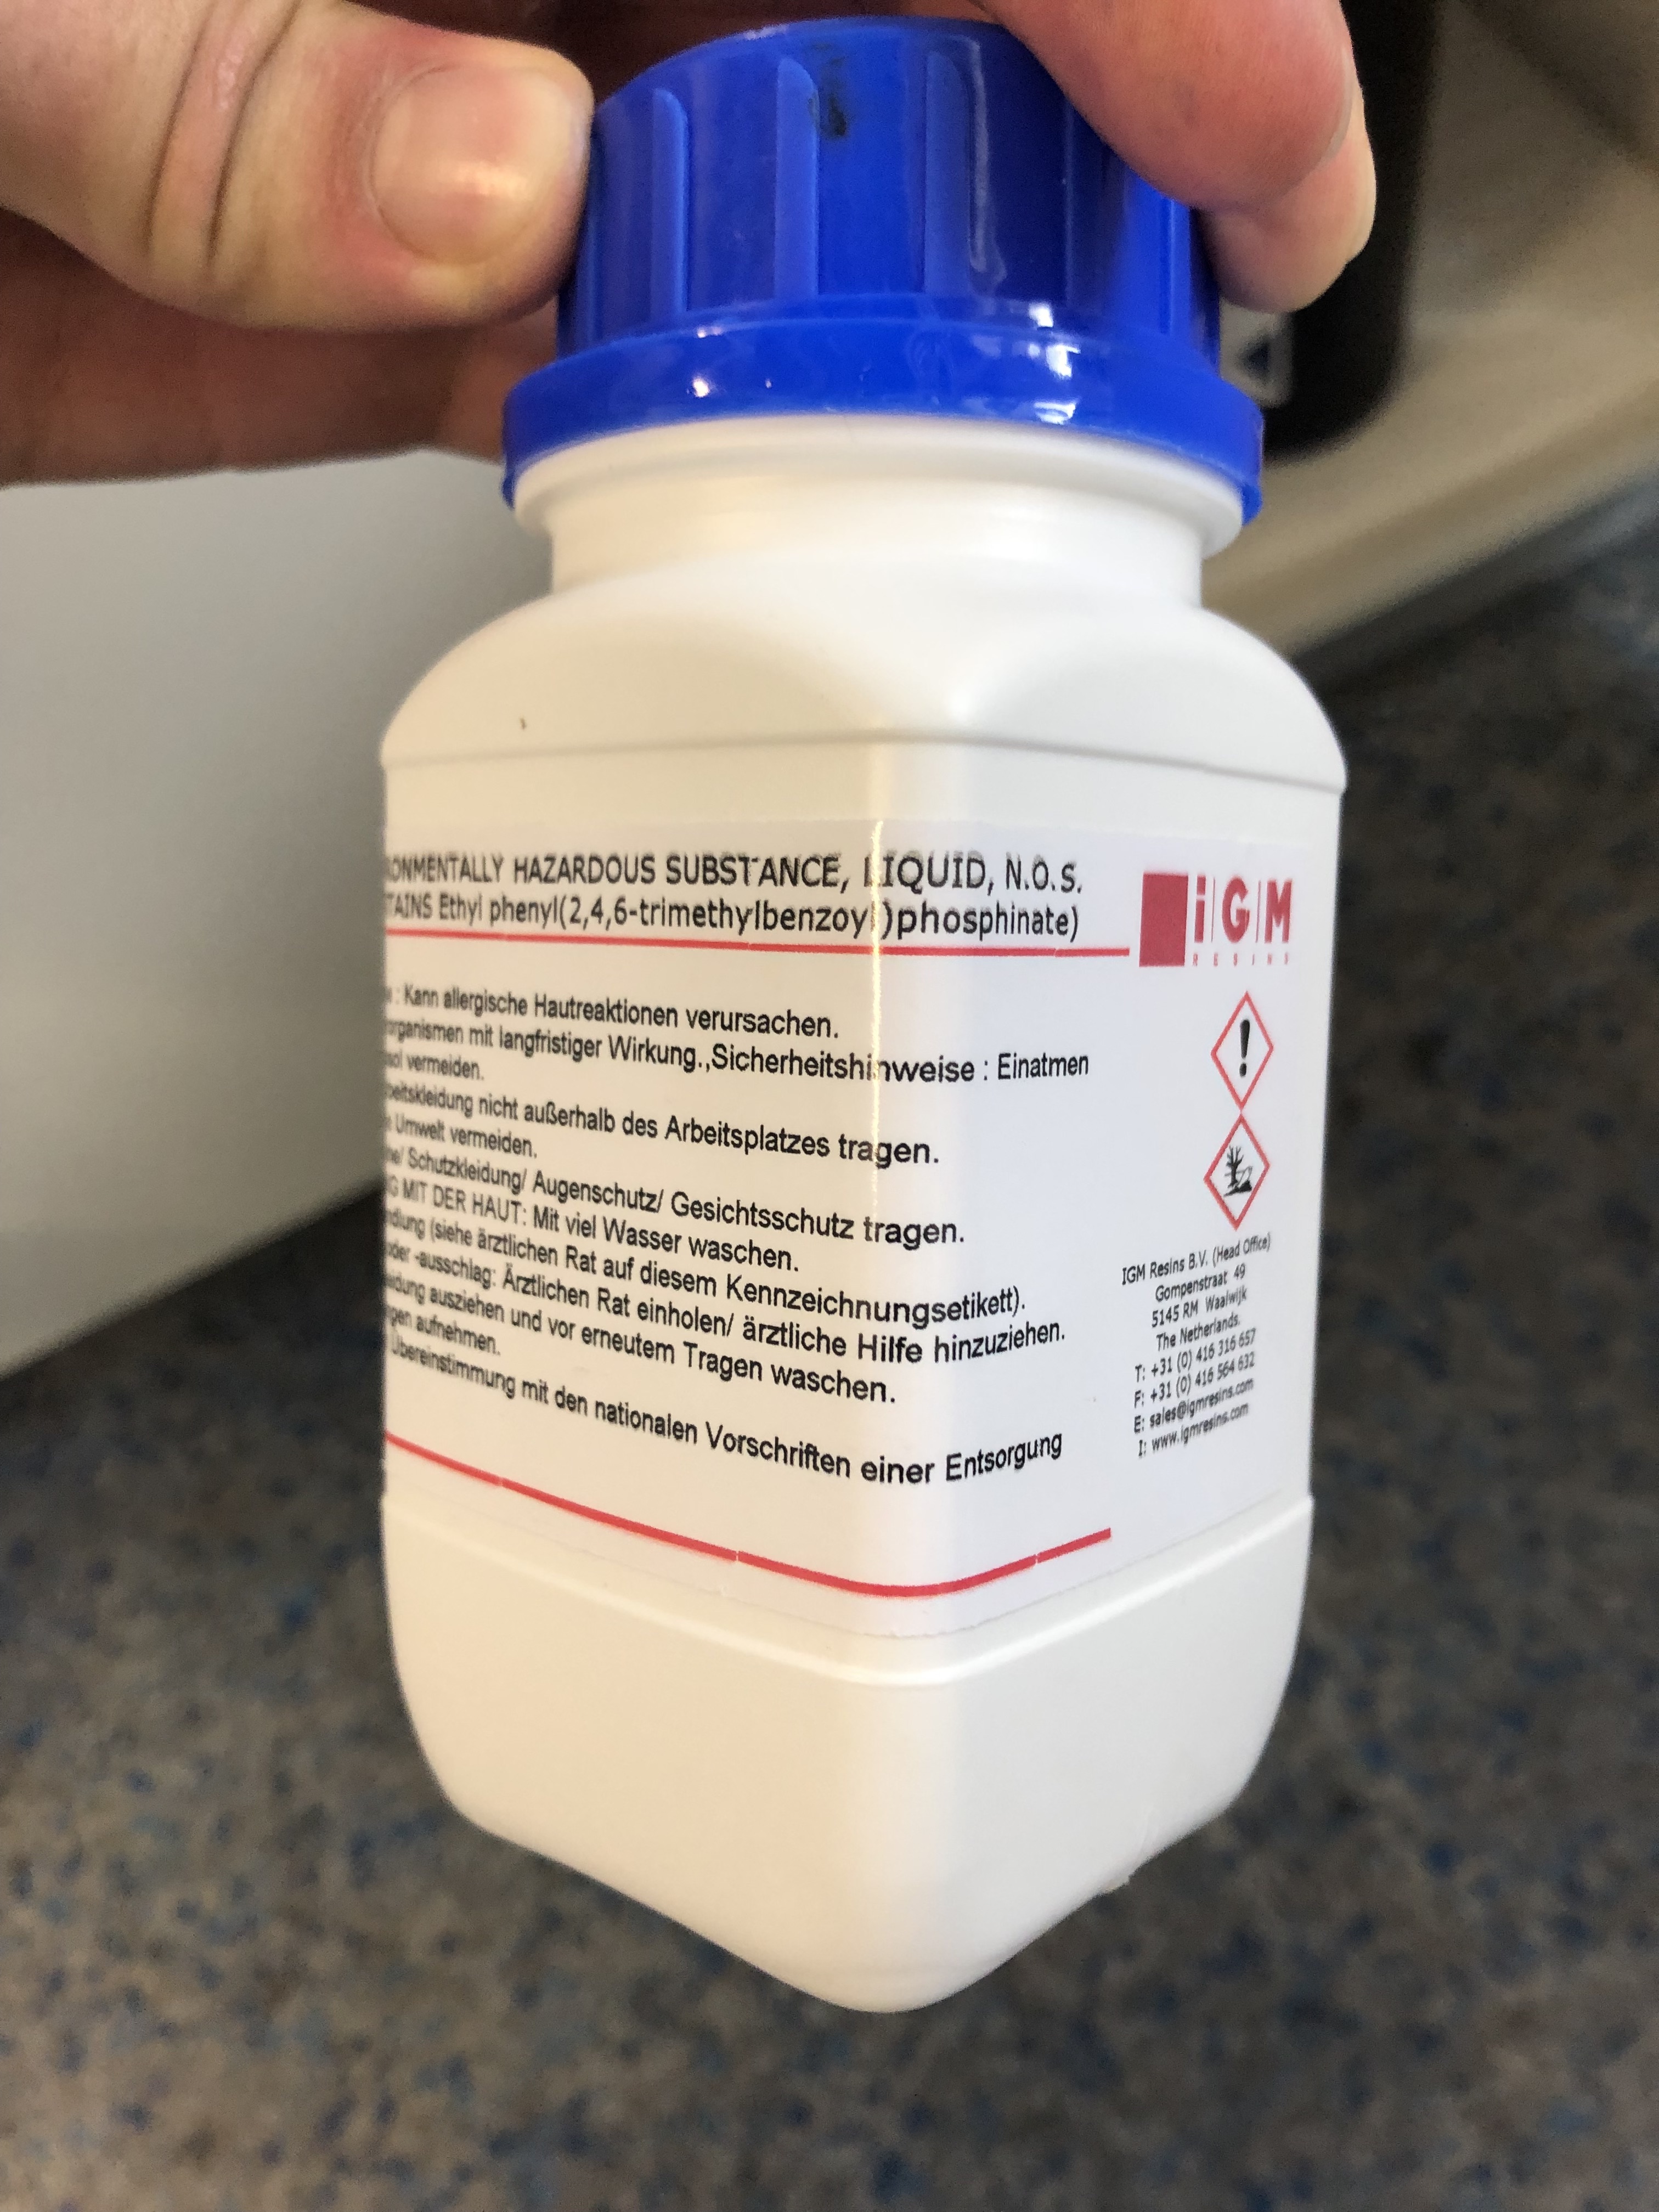 HAZARDOUS SUBSTANCE, LIQUID, N.O.S.
Ethyl phenyl(2,4,6-trimethylbenzoyl)phosphinate)
iGM
RESINS
: Kann allergische Hautreaktionen verursachen.
mit langfristiger Wirkung.,Sicherheitshinweise : Einatmen
vermeiden.
nicht außerhalb des Arbeitsplatzes tragen.
Umwelt vermeiden.
Schutzkleidung/ Augenschutz/ Gesichtsschutz tragen.
MIT DER HAUT: Mit viel Wasser waschen.
(siehe ärztlichen Rat auf diesem Kennzeichnungsetikett).
-ausschlag: Ärztlichen Rat einholen/ ärztliche Hilfe hinzuziehen.
ausziehen und vor erneutem Tragen waschen.
aufnehmen.
Übereinstimmung mit den nationalen Vorschriften einer Entsorgung
IGM Resins B.V. (Head Office)
Gompenstraat 49
5145 RM Waalwijk
The Netherlands.
T: +31 (0) 416 316 657
F: +31 (0) 416 564 632
E: sales@igmresins.com
I: www.igmresins.com